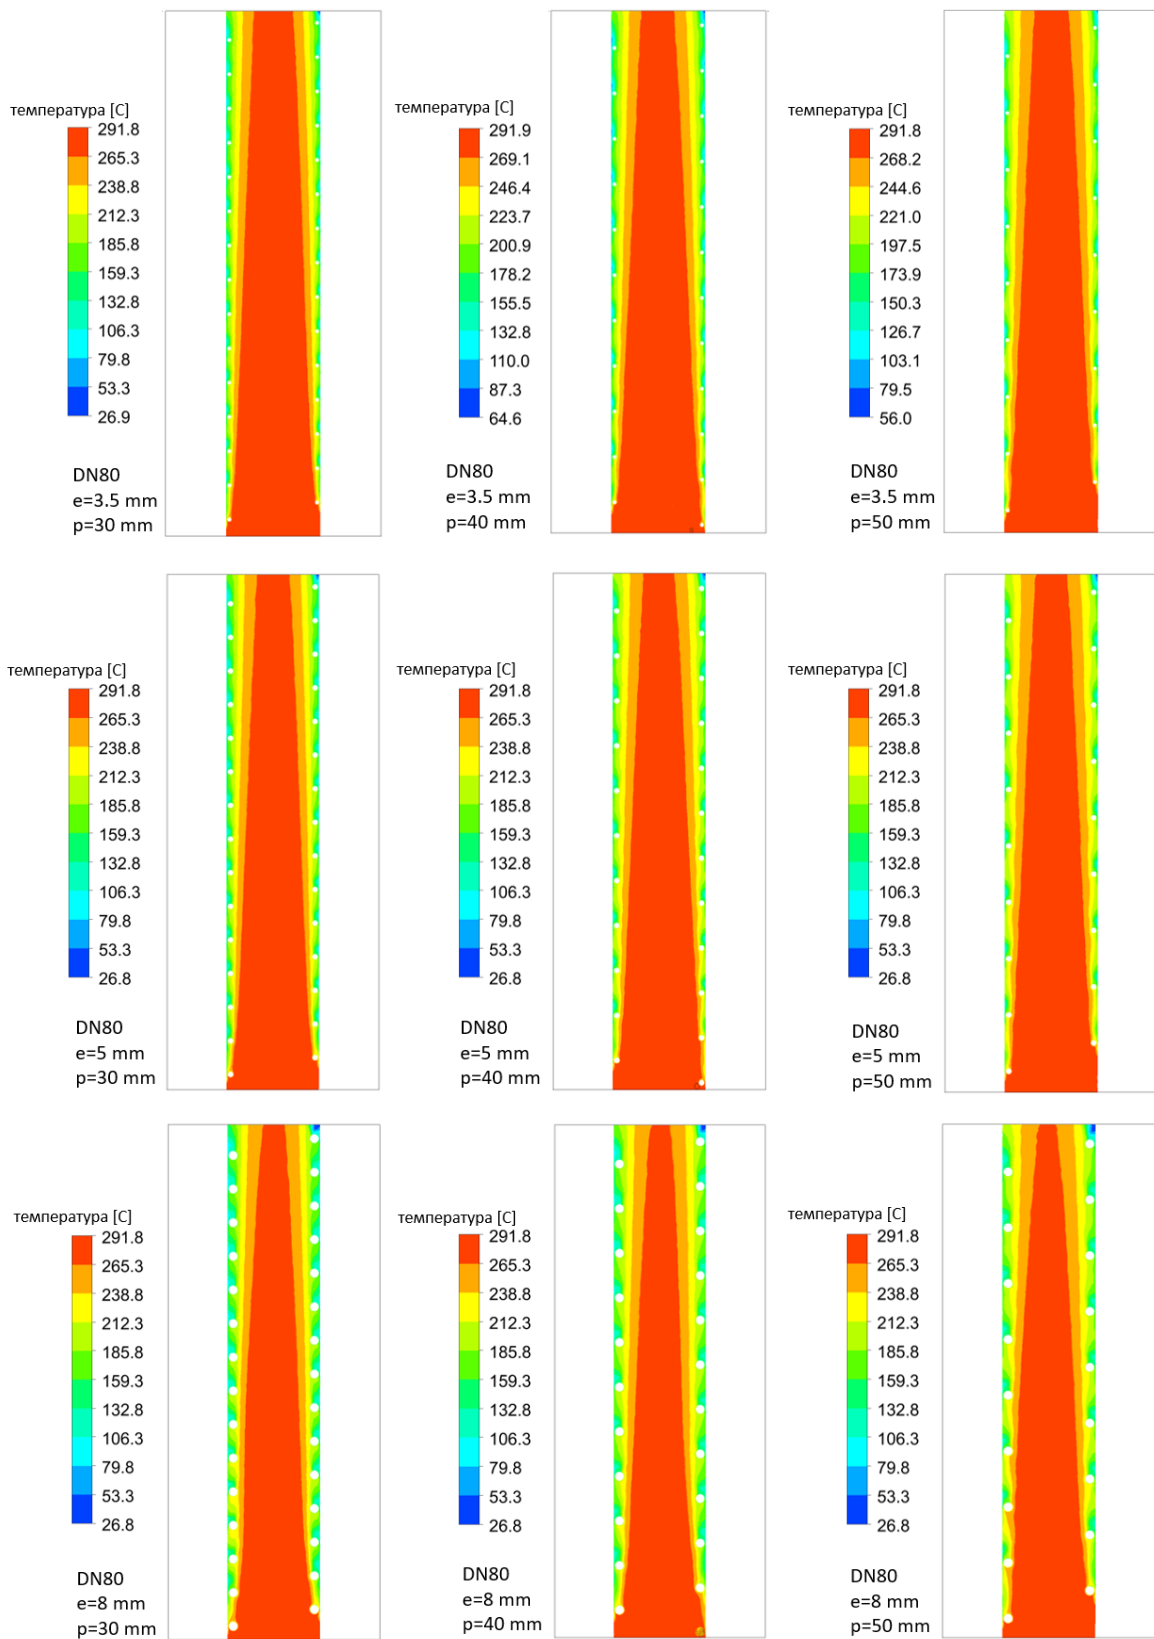 температура [C]
291.8
265.3
238.8
212.3
185.8
159.3
132.8
106.3
79.8
53.3
26.9
DN80
e=3.5 mm
p=30 mm
температура [C]
291.9
269.1
246.4
223.7
200.9
178.2
155.5
132.8
110.0
87.3
64.6
DN80
e=3.5 mm
p=40 mm
температура [C]
291.8
268.2
244.6
221.0
197.5
173.9
150.3
126.7
103.1
79.5
56.0
DN80
e=3.5 mm
p=50 mm
температура [C]
291.8
265.3
238.8
212.3
185.8
159.3
132.8
106.3
79.8
53.3
26.8
DN80
e=5 mm
p=30 mm
температура [C]
291.8
265.3
238.8
212.3
185.8
159.3
132.8
106.3
79.8
53.3
26.8
DN80
e=5 mm
p=40 mm
температура [C]
291.8
265.3
238.8
212.3
185.8
159.3
132.8
106.3
79.8
53.3
26.8
DN80
e=5 mm
p=50 mm
температура [C]
291.8
265.3
238.8
212.3
185.8
159.3
132.8
106.3
79.8
53.3
26.8
DN80
e=8 mm
p=30 mm
температура [C]
291.8
265.3
238.8
212.3
185.8
159.3
132.8
106.3
79.8
53.3
26.8
DN80
e=8 mm
p=40 mm
температура [C]
291.8
265.3
238.8
212.3
185.8
159.3
132.8
106.3
79.8
53.3
26.8
DN80
e=8 mm
p=50 mm